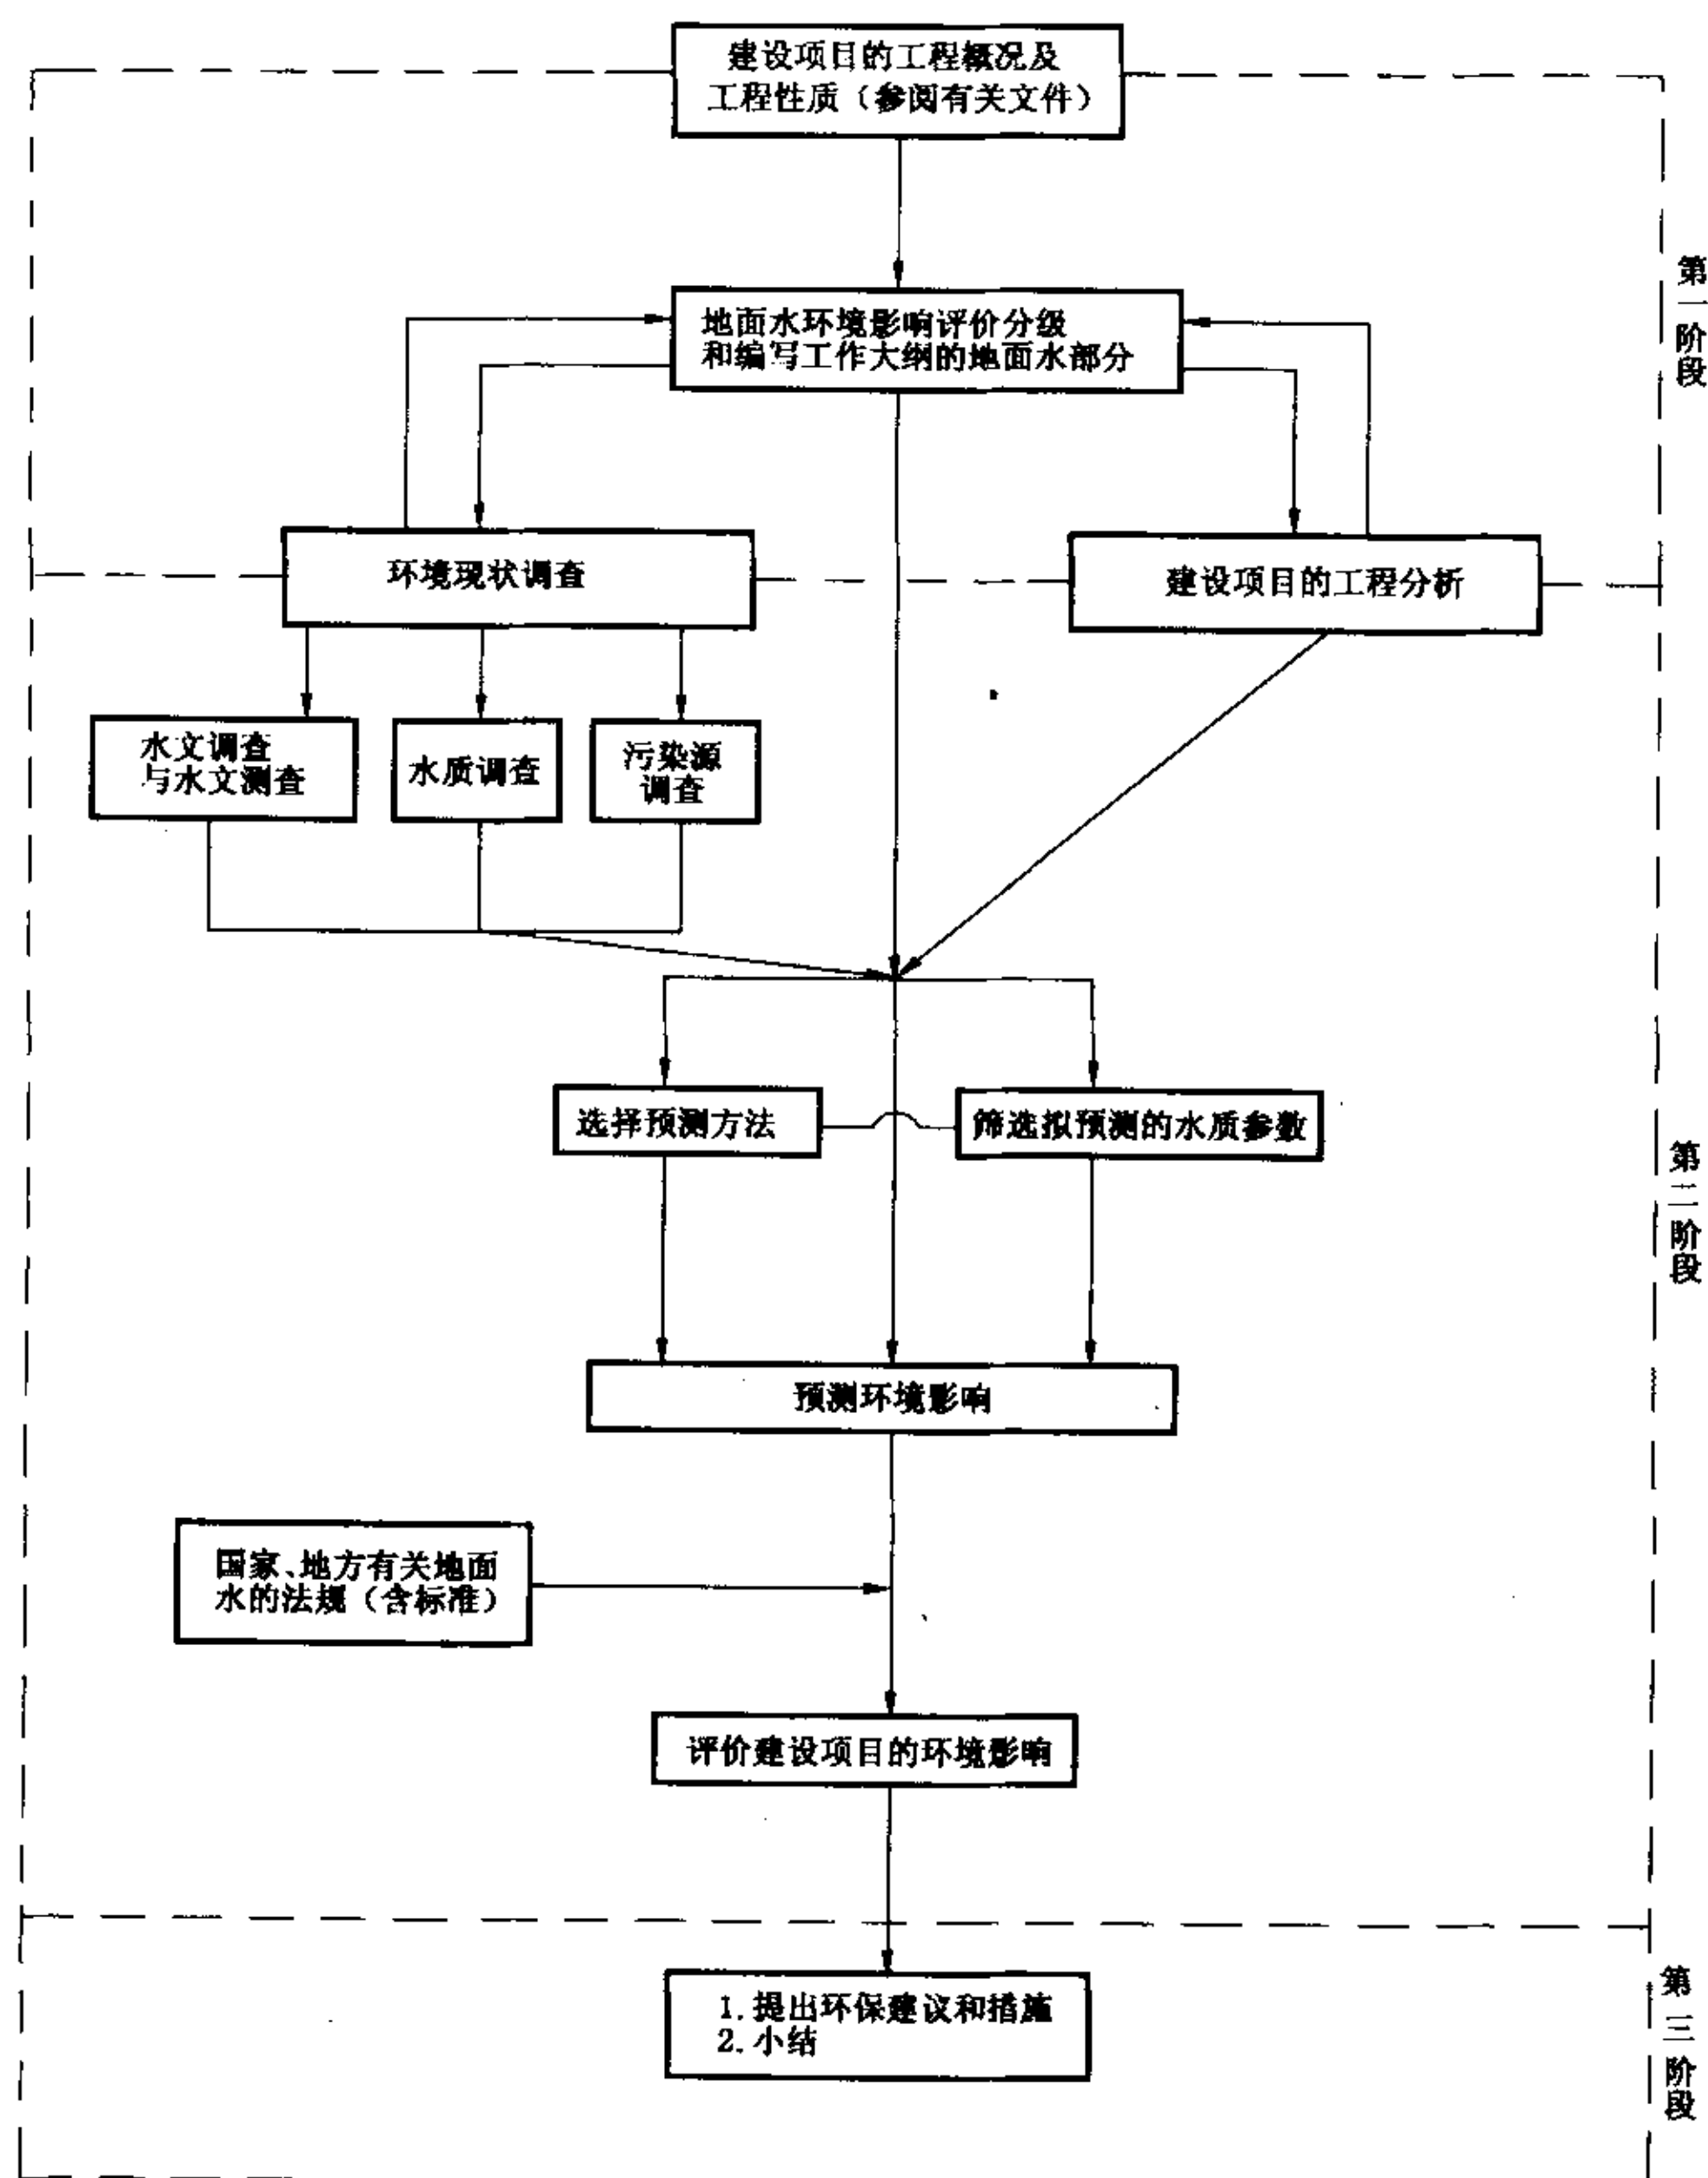 建设项目的工程概况及
工程性质（参阅有关文件）
第一阶段
地面水环境影响评价分级
和编写工作大纲的地面水部分
环境现状调查
建设项目的工程分析
水文调查
与水文测查
水质调查
污染源
调查
选择预测方法
筛选拟预测的水质参数
第二阶段
预测环境影响
国家、地方有关地面
水的法规（含标准）
评价建设项目的环境影响
第三阶段
1.提出环保建议和措施
2.小结